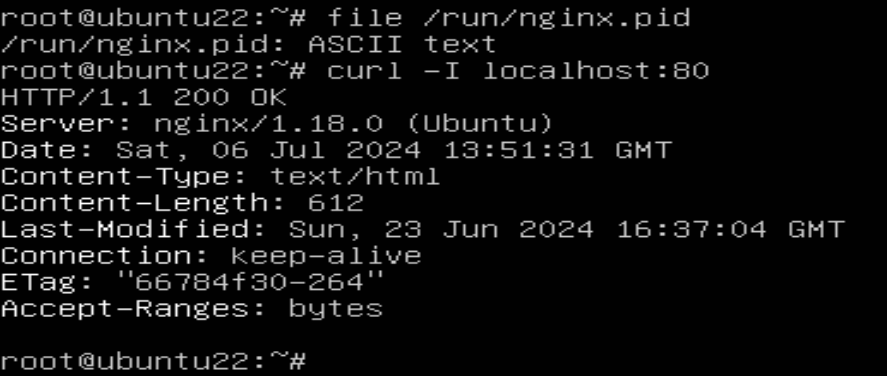 root@ubuntu22:~# file /run/nginx.pid
/run/nginx.pid: ASCII text
root@ubuntu22:~# curl -I localhost:80
HTTP/1.1 200 OK
Server: nginx/1.18.0 (Ubuntu)
Date: Sat, 06 Jul 2024 13:51:31 GMT
Content-Type: text/html
Content-Length: 612
Last-Modified: Sun, 23 Jun 2024 16:37:04 GMT
Connection: keep-alive
ETag: "66784f30-264"
Accept-Ranges: bytes
root@ubuntu22:~#